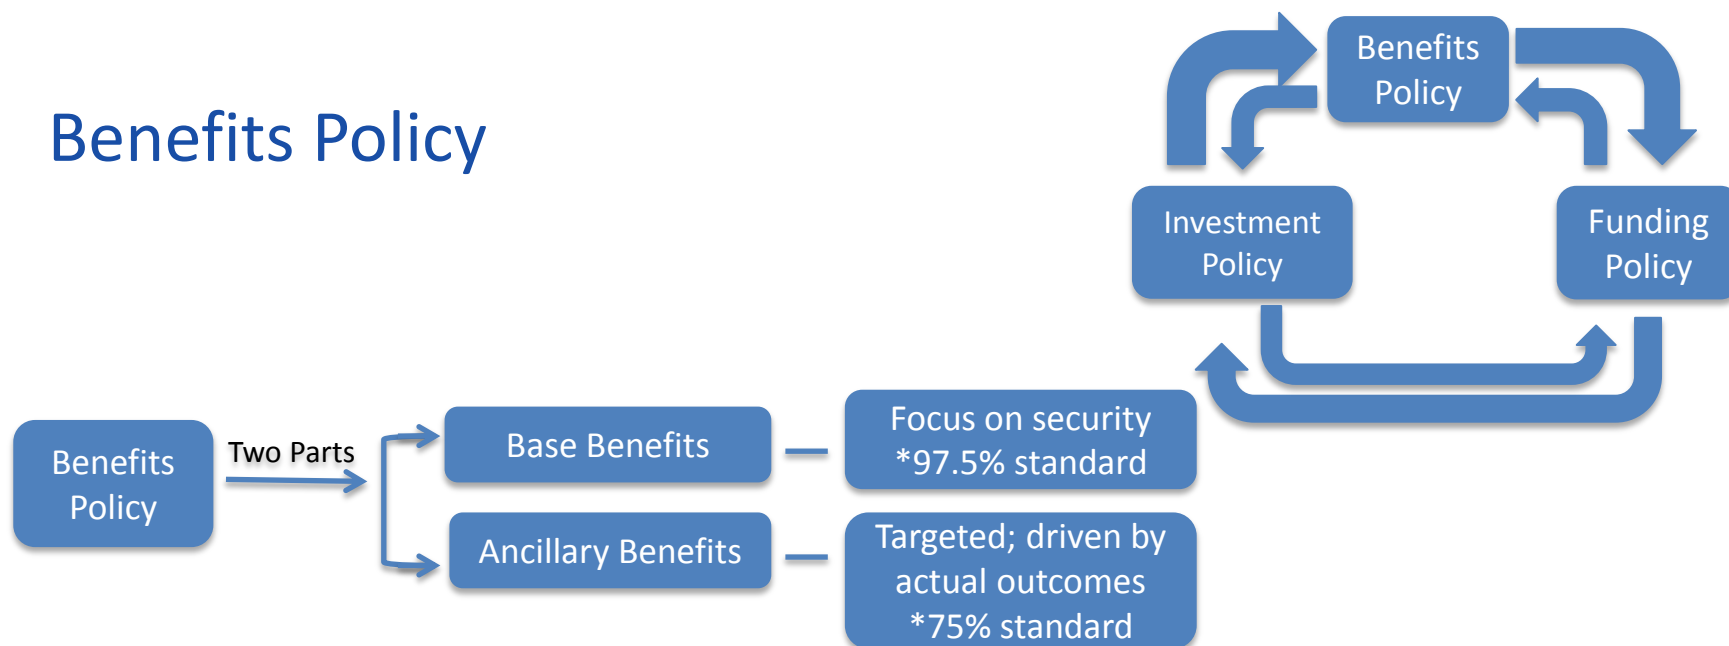 Benefits Policy
Benefits
Policy
Investment
Policy
Funding
Policy
Benefits
Policy
Two Parts
Base Benefits
Focus on security
*97.5% standard
Ancillary Benefits
Targeted; driven by
actual outcomes
*75% standard